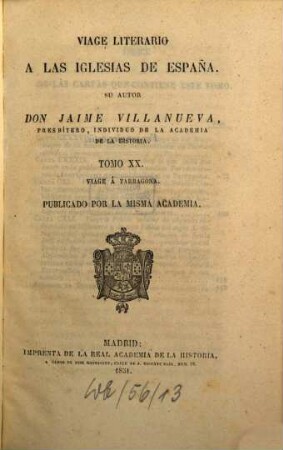 VIAGE LITERARIO
A LAS IGLESIAS DE ESPAÑA.
SU AUTOR
DON JAIME VILLANUEVA,
PRESBÍTERO, INDIVIDUO DE LA ACADEMIA
DE LA HISTORIA.
TOMO XX.
VIAGE Á TARRAGONA.
PUBLICADO POR LA MISMA ACADEMIA.
MADRID:
IMPRENTA DE LA REAL ACADEMIA DE LA HISTORIA,
1851.
/56/13